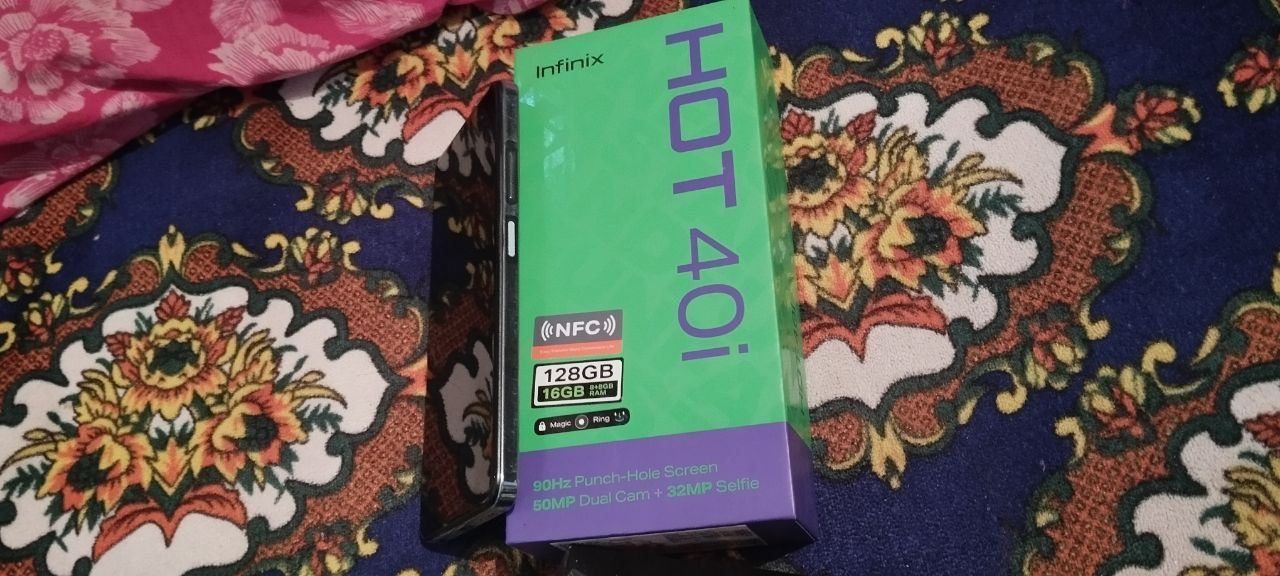 Infinix
HOT 40i
NFC
128GB
16GB 8+8GB RAM
Magic Ring
90Hz Punch-Hole Screen
50MP Dual Cam + 32MP Selfie